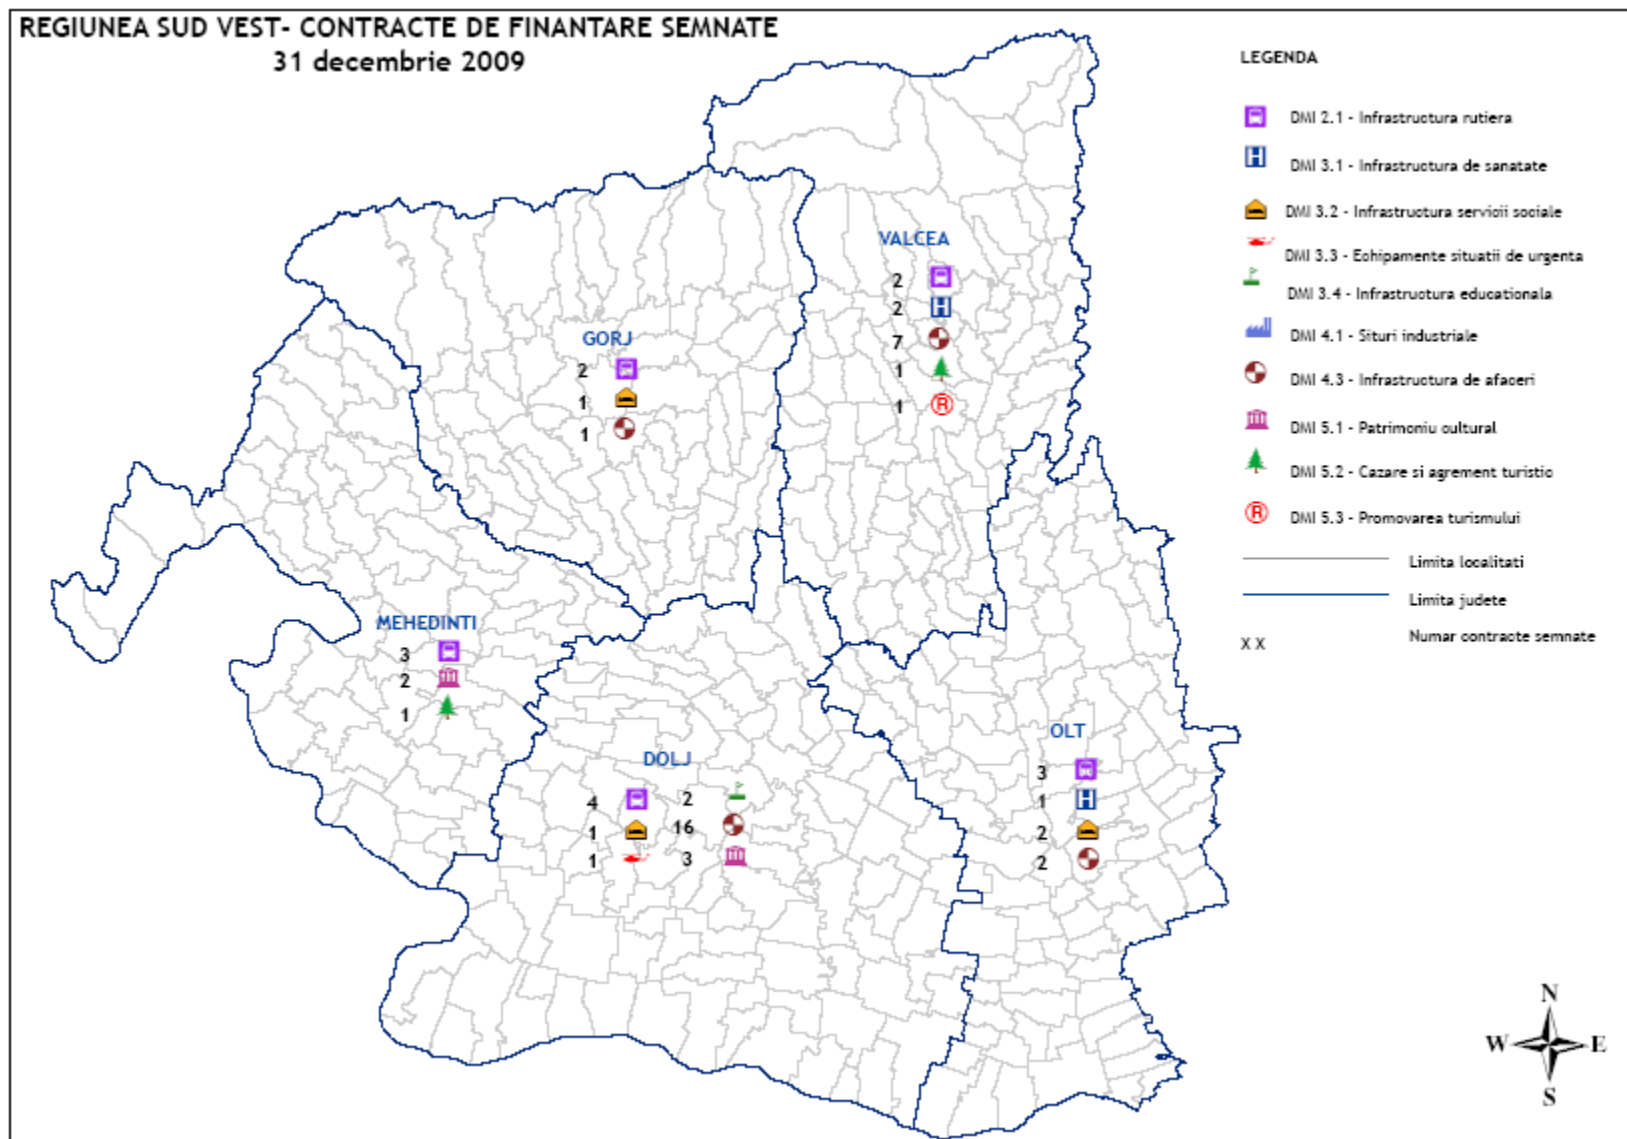 REGIUNEA SUD VEST- CONTRACTE DE FINANTARE SEMNATE
31 decembrie 2009
LEGENDA
DMI 2.1 - Infrastructura rutiera
DMI 3.1 - Infrastructura de sanatate
DMI 3.2 - Infrastructura servicii sociale
DMI 3.3 - Echipamente situatii de urgenta
DMI 3.4 - Infrastructura educationala
DMI 4.1 - Situri industriale
DMI 4.3 - Infrastructura de afaceri
DMI 5.1 - Patrimoniu cultural
DMI 5.2 - Cazare si agrement turistic
R DMI 5.3 - Promovarea turismului
Limita localitati
Limita judete
X X Numar contracte semnate
VALCEA
2
2 H
7
1
1 R
GORJ
2
1
1
MEHEDINTI
3
2
1
DOLJ
4 2
1 16
1 3
OLT
3
1 H
2
2
N
W E
S